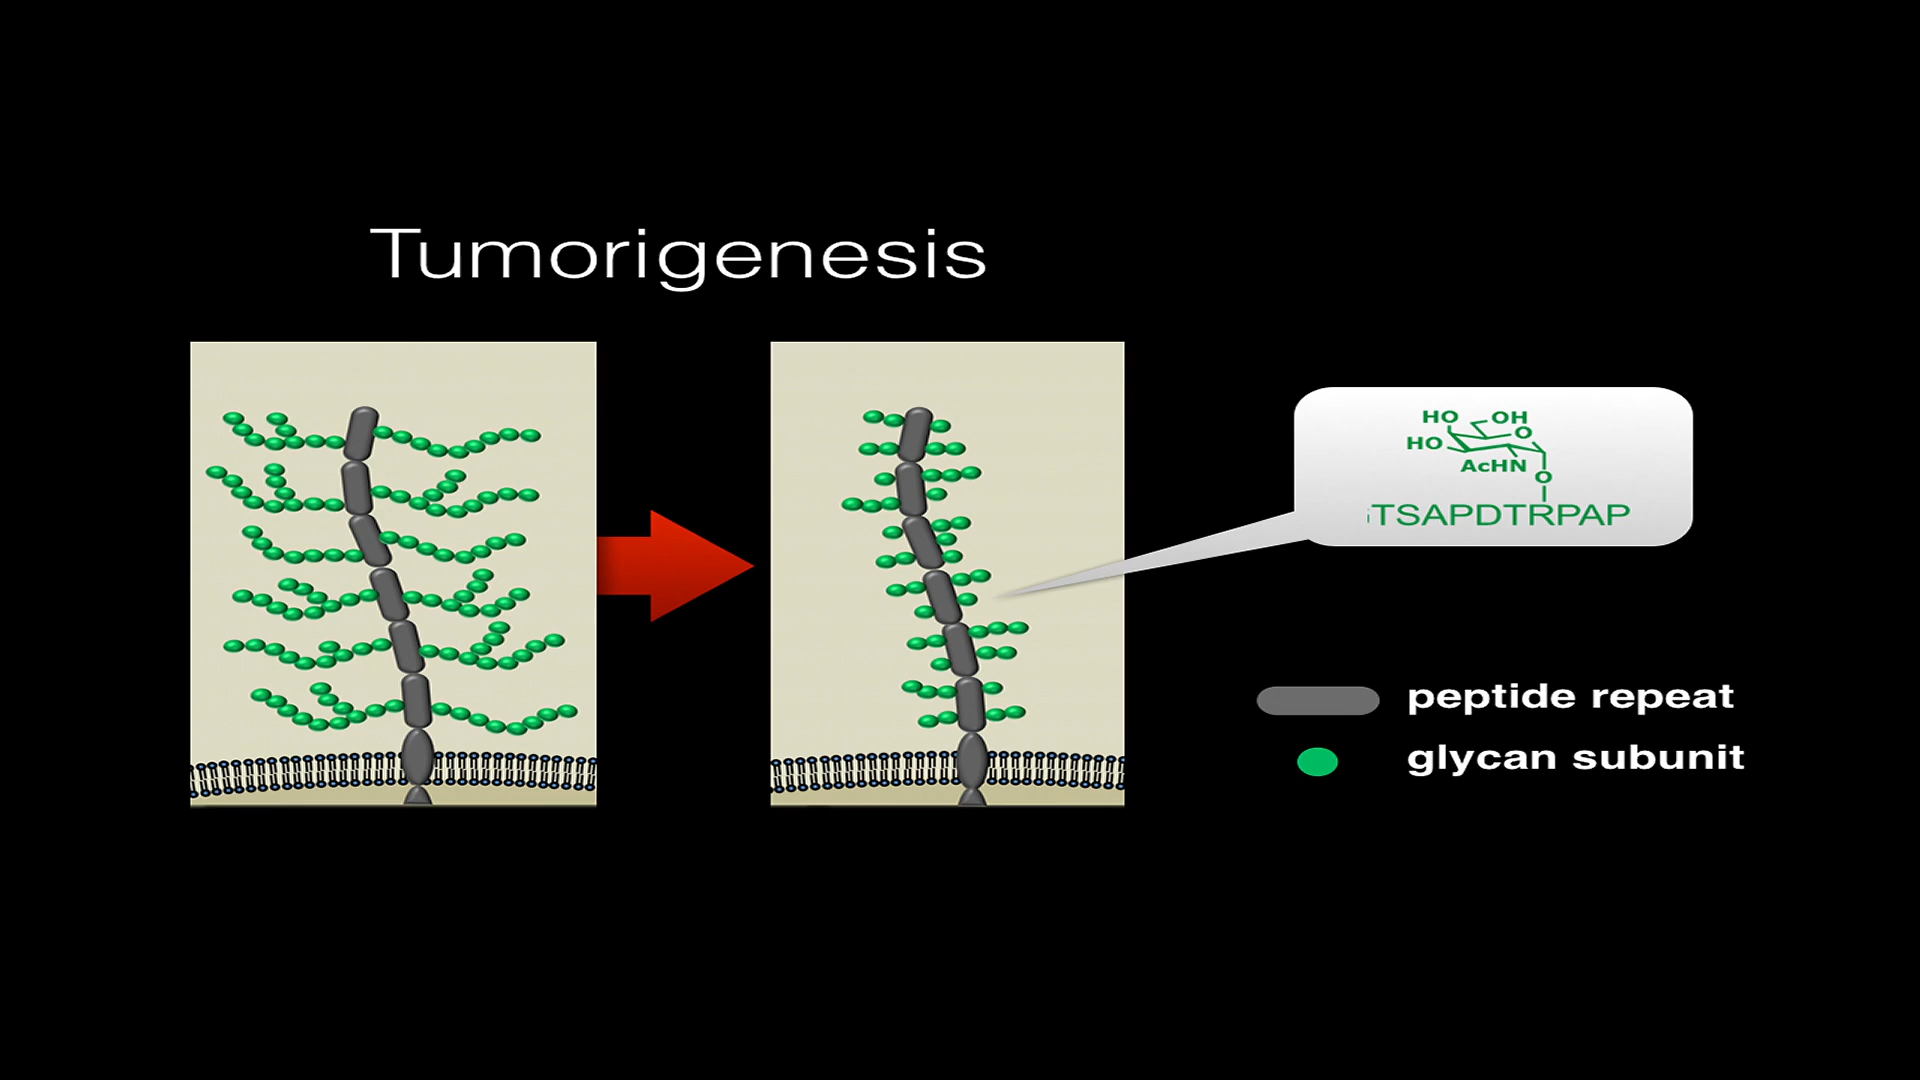 Tumorigenesis
HO
OH
O
HO
AcHN
O
TSAPDTRPAP
peptide repeat
glycan subunit